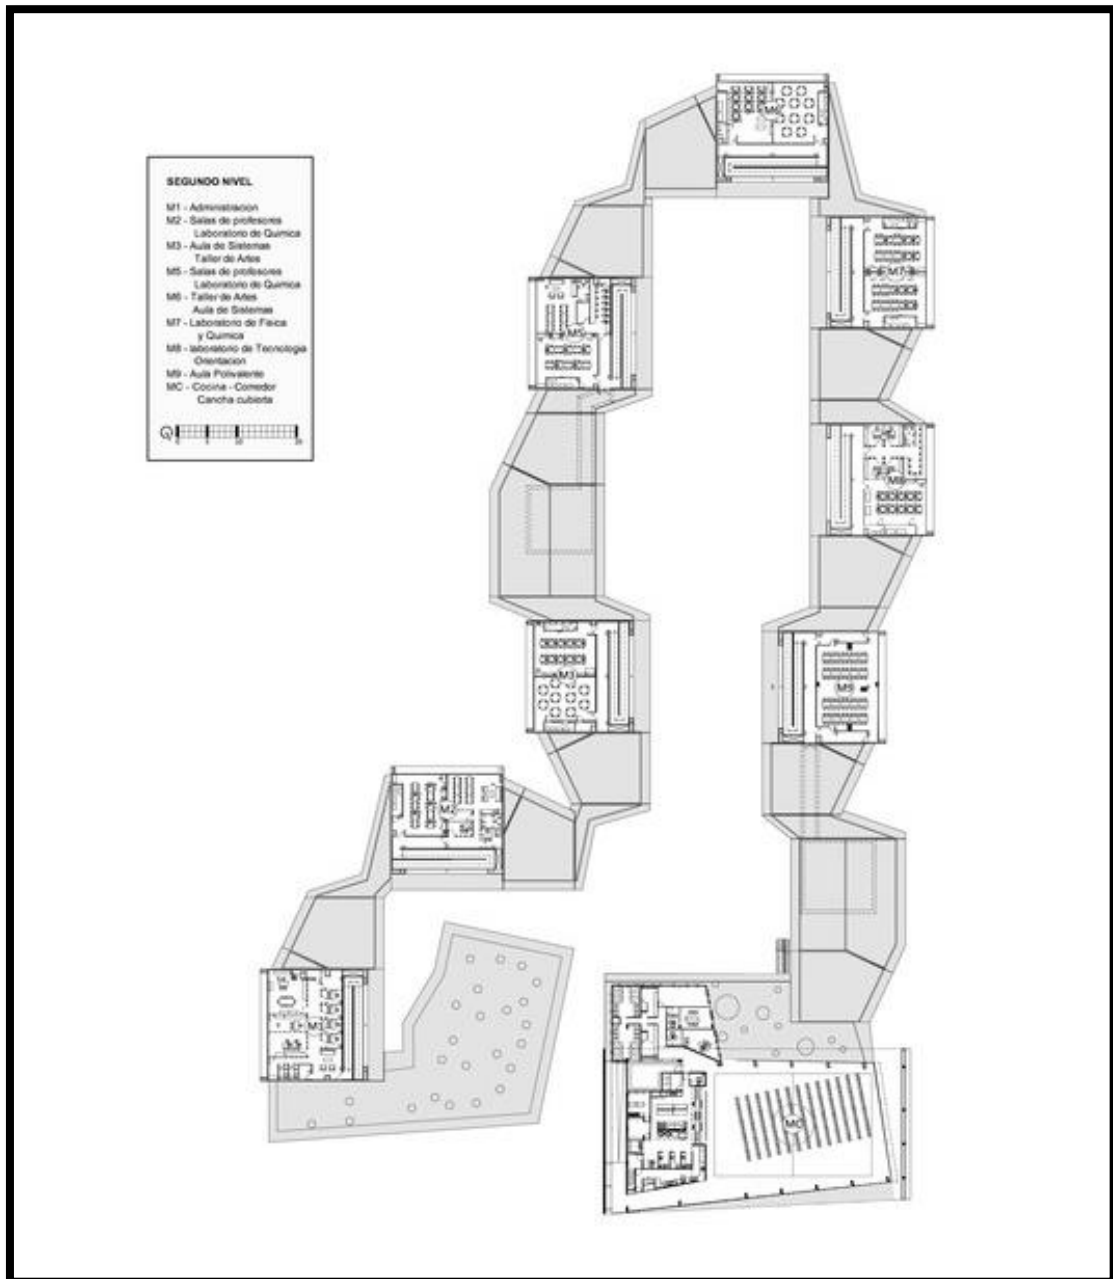 SEGUNDO NIVEL
M1 - Administracion
M2 - Salas de profesores
Laboratorio de Quimica
M3 - Aula de Sistemas
Taller de Artes
M5 - Salas de profesores
Laboratorio de Quimica
M6 - Taller de Artes
Aula de Sistemas
M7 - Laboratorio de Fisica
y Quimica
M8 - laboratorio de Tecnologia
Orientacion
M9 - Aula Polivalente
MC - Cocina - Comedor
Cancha cubierta
M7
M5
M8
M3
M9
M1
MC